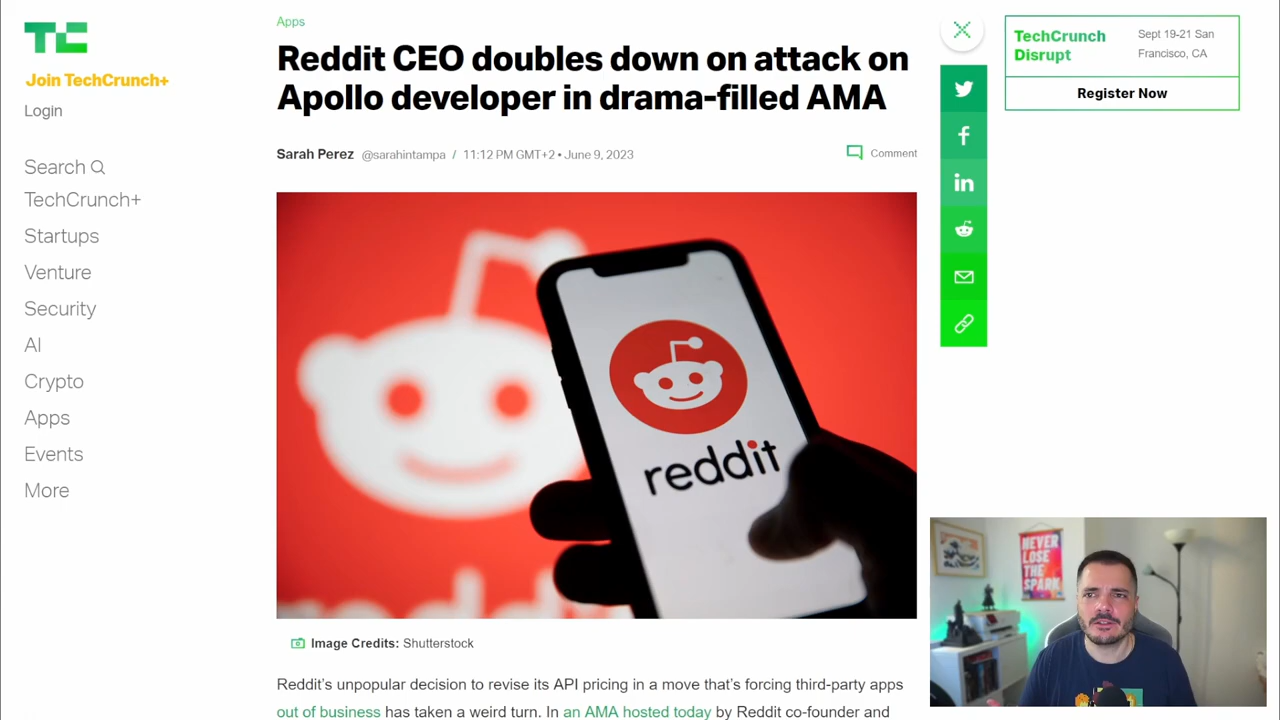 TC
Join TechCrunch+
Login
Search
TechCrunch+
Startups
Venture
Security
AI
Crypto
Apps
Events
More
Apps
Reddit CEO doubles down on attack on
Apollo developer in drama-filled AMA
Sarah Perez @sarahintampa / 11:12 PM GMT+2 • June 9, 2023
Comment
reddit
Image Credits: Shutterstock
Reddit’s unpopular decision to revise its API pricing in a move that’s forcing third-party apps
out of business has taken a weird turn. In an AMA hosted today by Reddit co-founder and
TechCrunch
Disrupt
Sept 19-21 San
Francisco, CA
Register Now
NEVER
LOSE
THE
SPARK